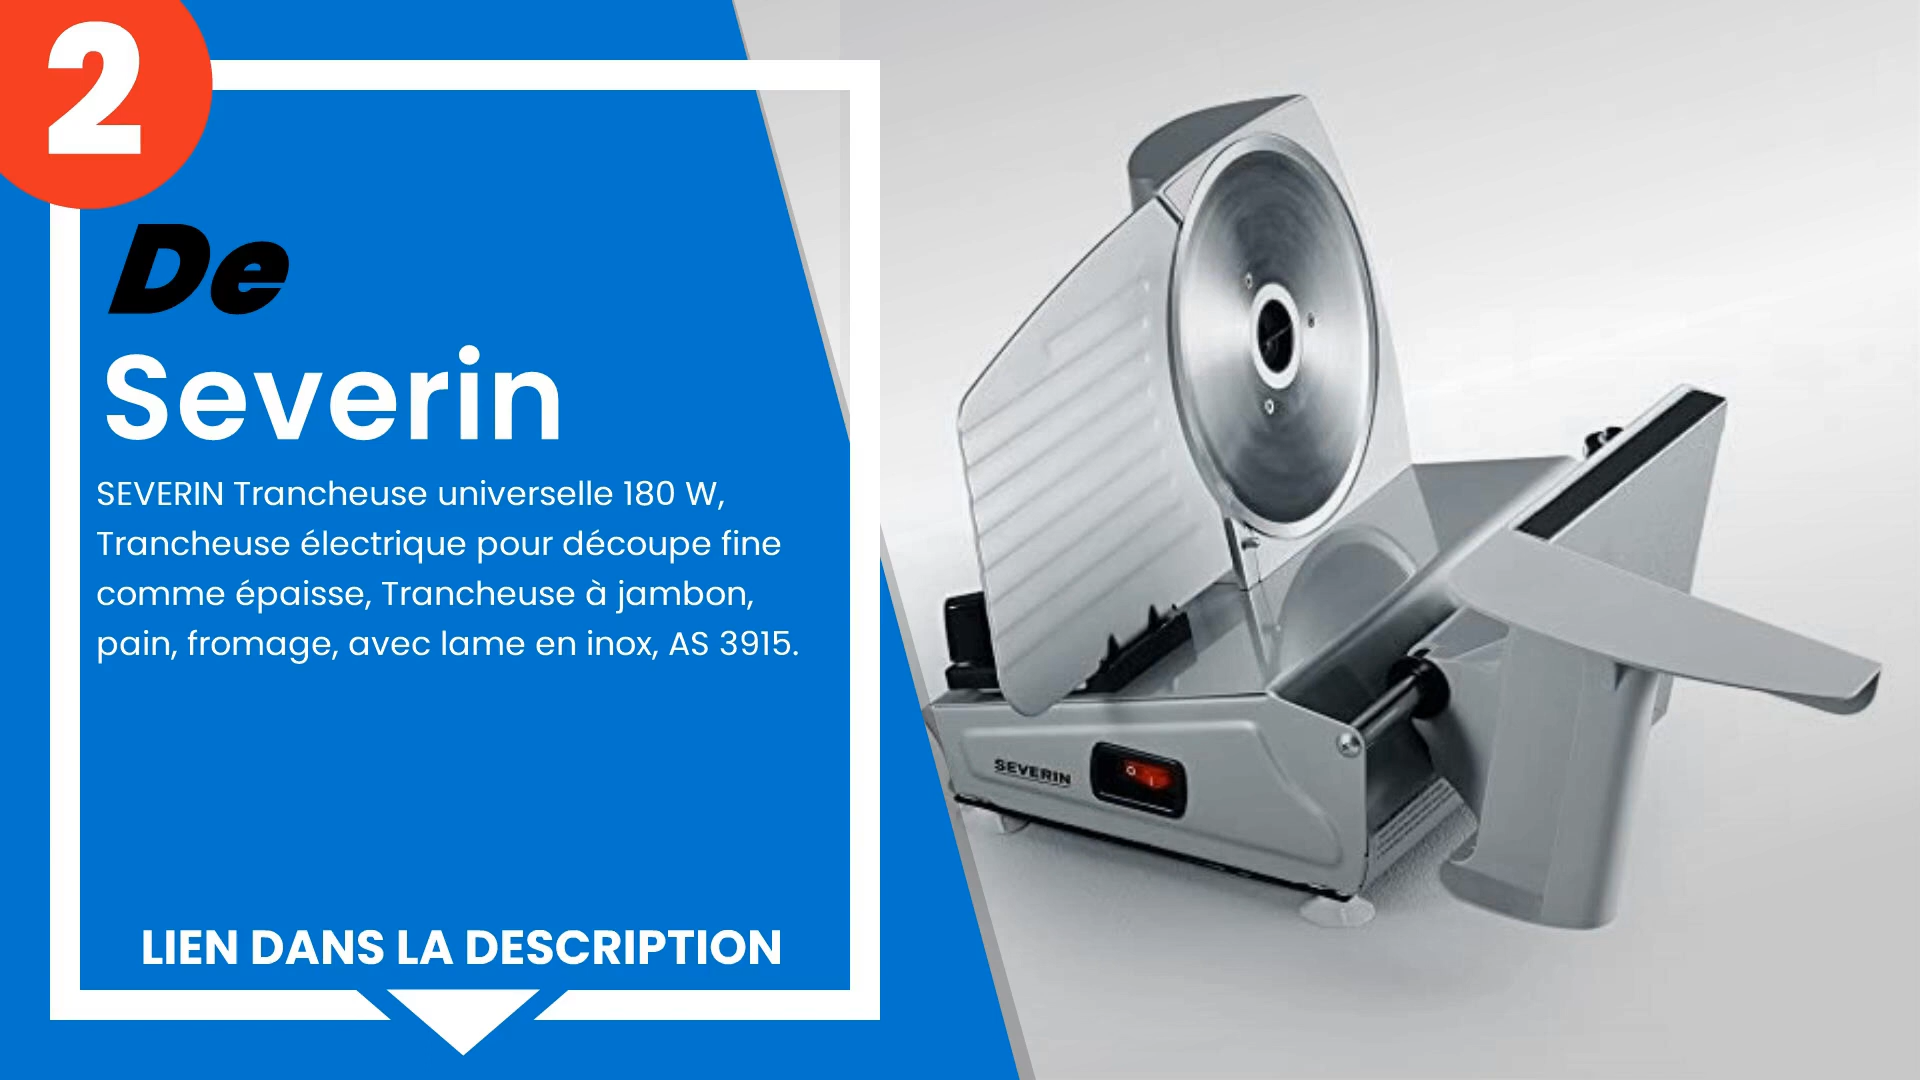 2
De
Severin
SEVERIN Trancheuse universelle 180 W,
Trancheuse électrique pour découpe fine
comme épaisse, Trancheuse à jambon,
pain, fromage, avec lame en inox, AS 3915.
LIEN DANS LA DESCRIPTION
SEVERIN